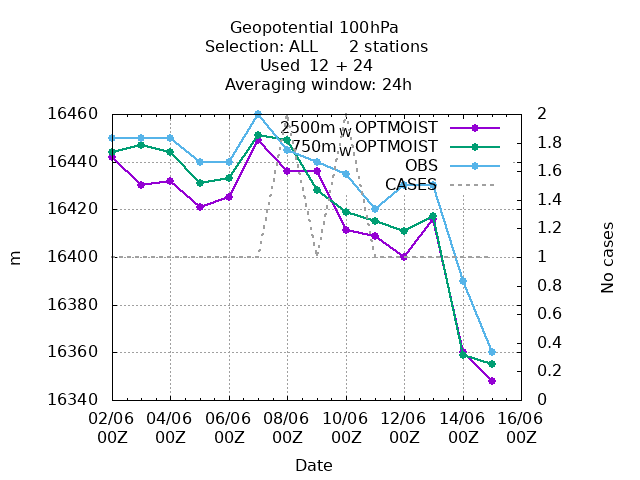 Geopotential 100hPa
Selection: ALL      2 stations
Used  12 + 24
Averaging window: 24h
16460
16440
16420
16400
16380
16360
16340
m
2500m_W OPTMOIST
750m_W OPTMOIST
OBS
CASES
2
1.8
1.6
1.4
1.2
1
0.8
0.6
0.4
0.2
0
No cases
02/06 04/06 06/06 08/06 10/06 12/06 14/06 16/06
00Z 00Z 00Z 00Z 00Z 00Z 00Z 00Z
Date